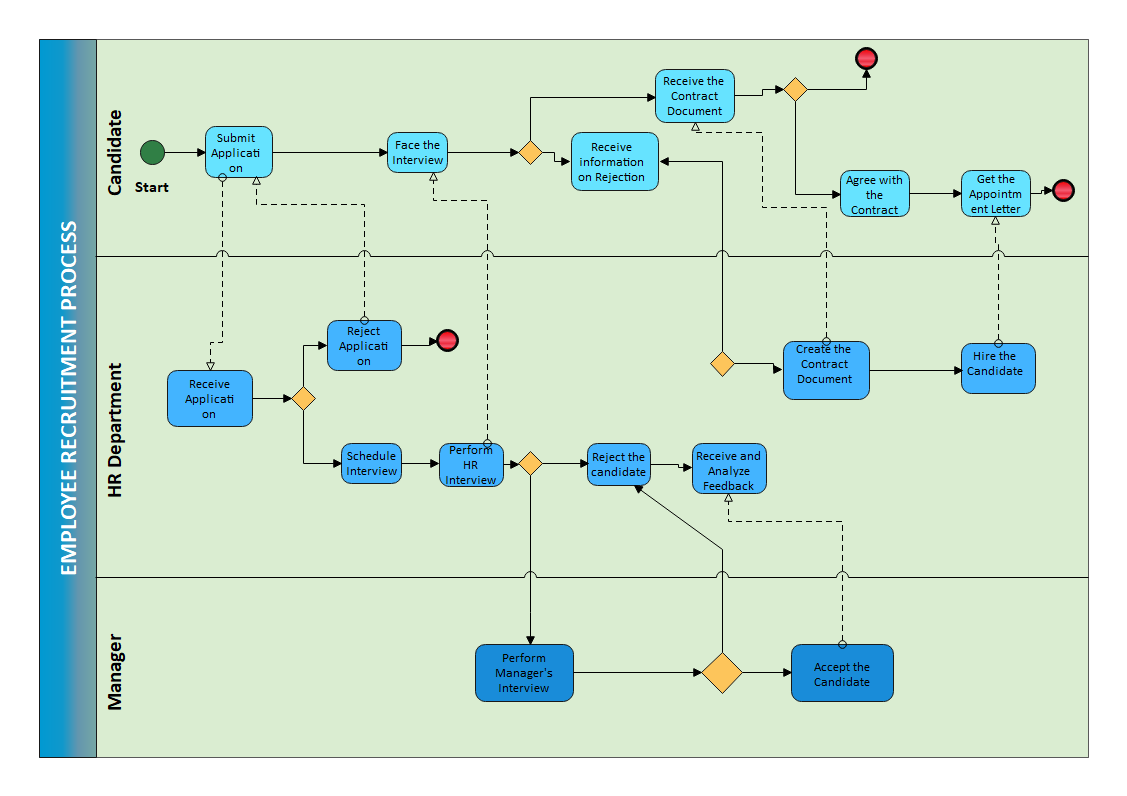 EMPLOYEE RECRUITMENT PROCESS
Candidate
Start
Submit
Applicati
on
Face the
Interview
Receive the
Contract
Document
Receive
information
on Rejection
Agree with
the
Contract
Get the
Appointm
ent Letter
HR Department
Receive
Applicati
on
Reject
Applicati
on
Schedule
Interview
Perform
HR
Interview
Reject the
candidate
Receive and
Analyze
Feedback
Create the
Contract
Document
Hire the
Candidate
Manager
Perform
Manager's
Interview
Accept the
Candidate